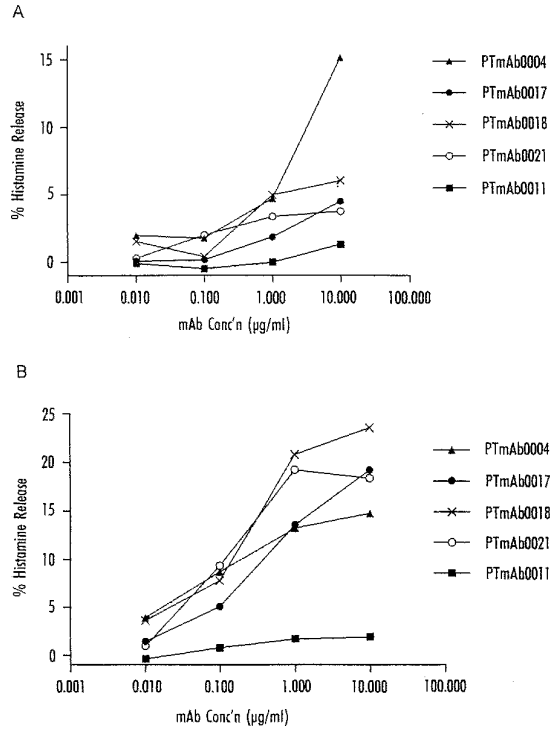 A
% Histamine Release
15
10
5
0
0.001 0.010 0.100 1.000 10.000 100.000
mAb Conc'n (µg/ml)
PTmAb0004
PTmAb0017
PTmAb0018
PTmAb0021
PTmAb0011
B
% Histamine Release
25
20
15
10
5
0
0.001 0.010 0.100 1.000 10.000 100.000
mAb Conc'n (µg/ml)
PTmAb0004
PTmAb0017
PTmAb0018
PTmAb0021
PTmAb0011